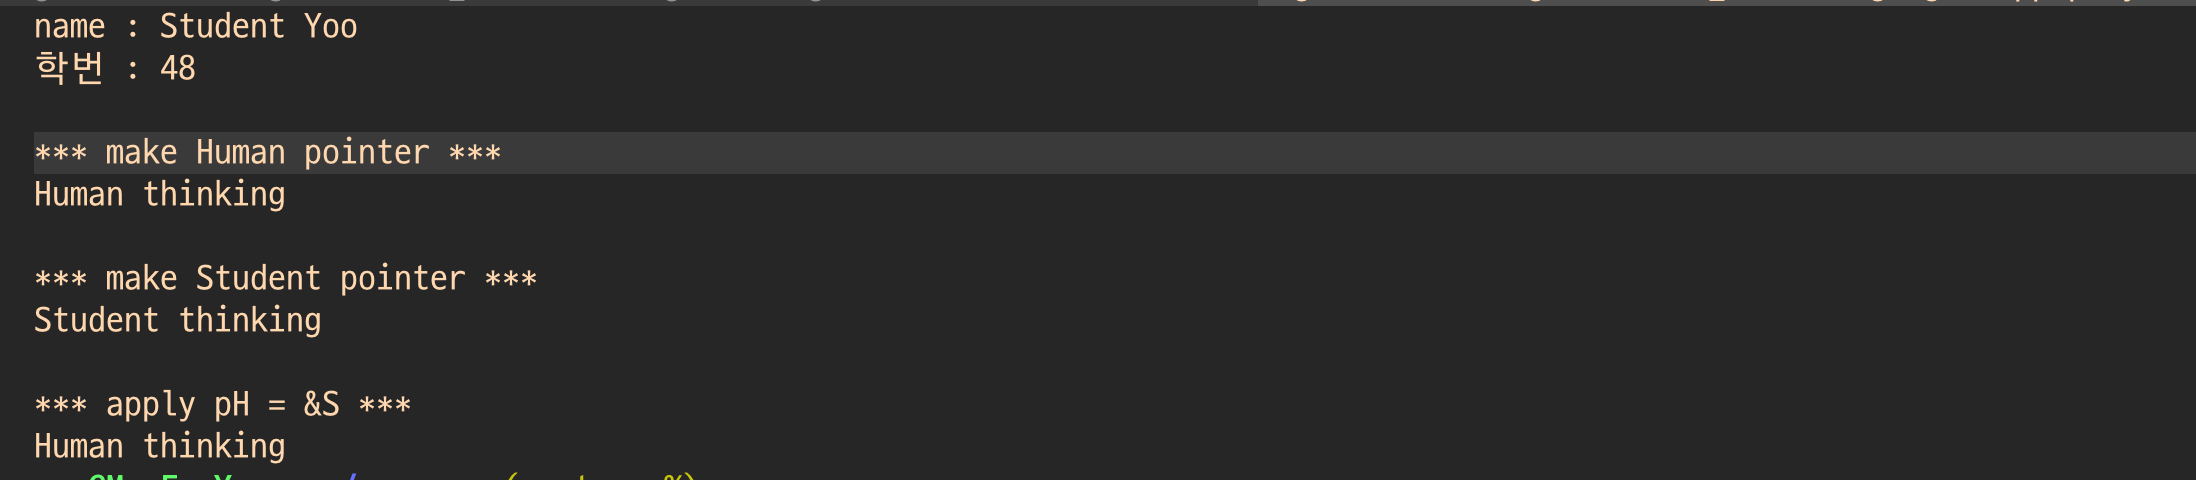 name : Student Yoo
학번 : 48
*** make Human pointer ***
Human thinking
*** make Student pointer ***
Student thinking
*** apply pH = &S ***
Human thinking